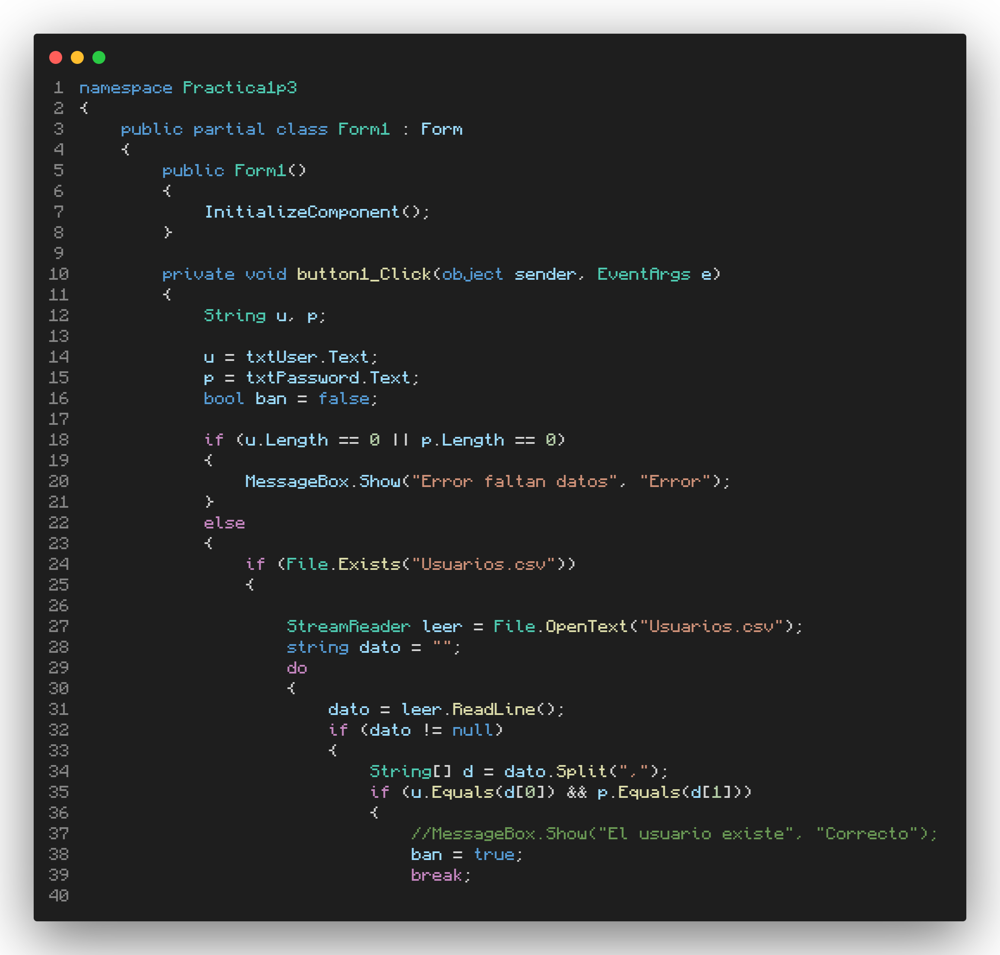 1 namespace Practica1p3
2 {
3     public partial class Form1 : Form
4     {
5         public Form1()
6         {
7             InitializeComponent();
8         }
9
10         private void button1_Click(object sender, EventArgs e)
11         {
12             String u, p;
13
14             u = txtUser.Text;
15             p = txtPassword.Text;
16             bool ban = false;
17
18             if (u.Length == 0 || p.Length == 0)
19             {
20                 MessageBox.Show("Error faltan datos", "Error");
21             }
22             else
23             {
24                 if (File.Exists("Usuarios.csv"))
25                 {
26
27                     StreamReader leer = File.OpenText("Usuarios.csv");
28                     string dato = "";
29                     do
30                     {
31                         dato = leer.ReadLine();
32                         if (dato != null)
33                         {
34                             String[] d = dato.Split(",");
35                             if (u.Equals(d[0]) && p.Equals(d[1]))
36                             {
37                                 //MessageBox.Show("El usuario existe", "Correcto");
38                                 ban = true;
39                                 break;
40